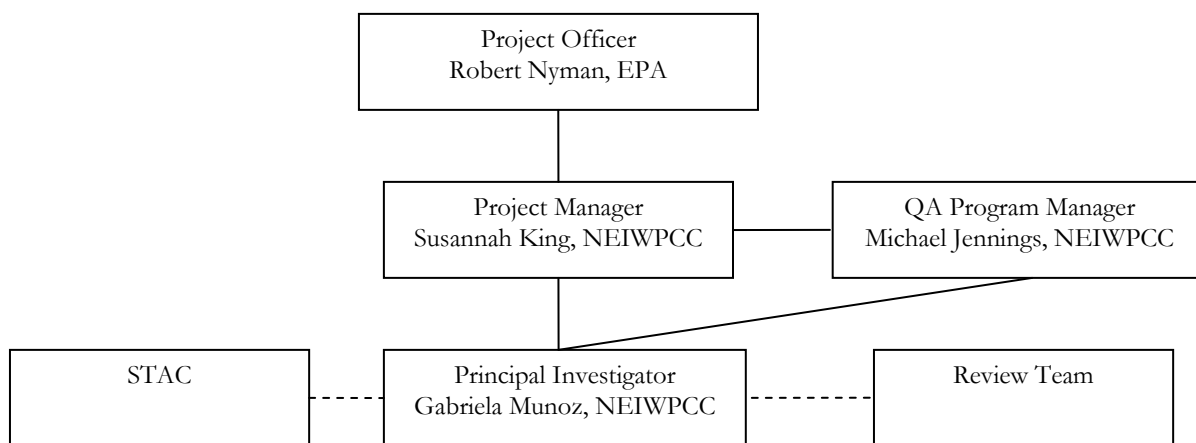 Project Officer
Robert Nyman, EPA
Project Manager
Susannah King, NEIWPCC
QA Program Manager
Michael Jennings, NEIWPCC
STAC
Principal Investigator
Gabriela Munoz, NEIWPCC
Review Team